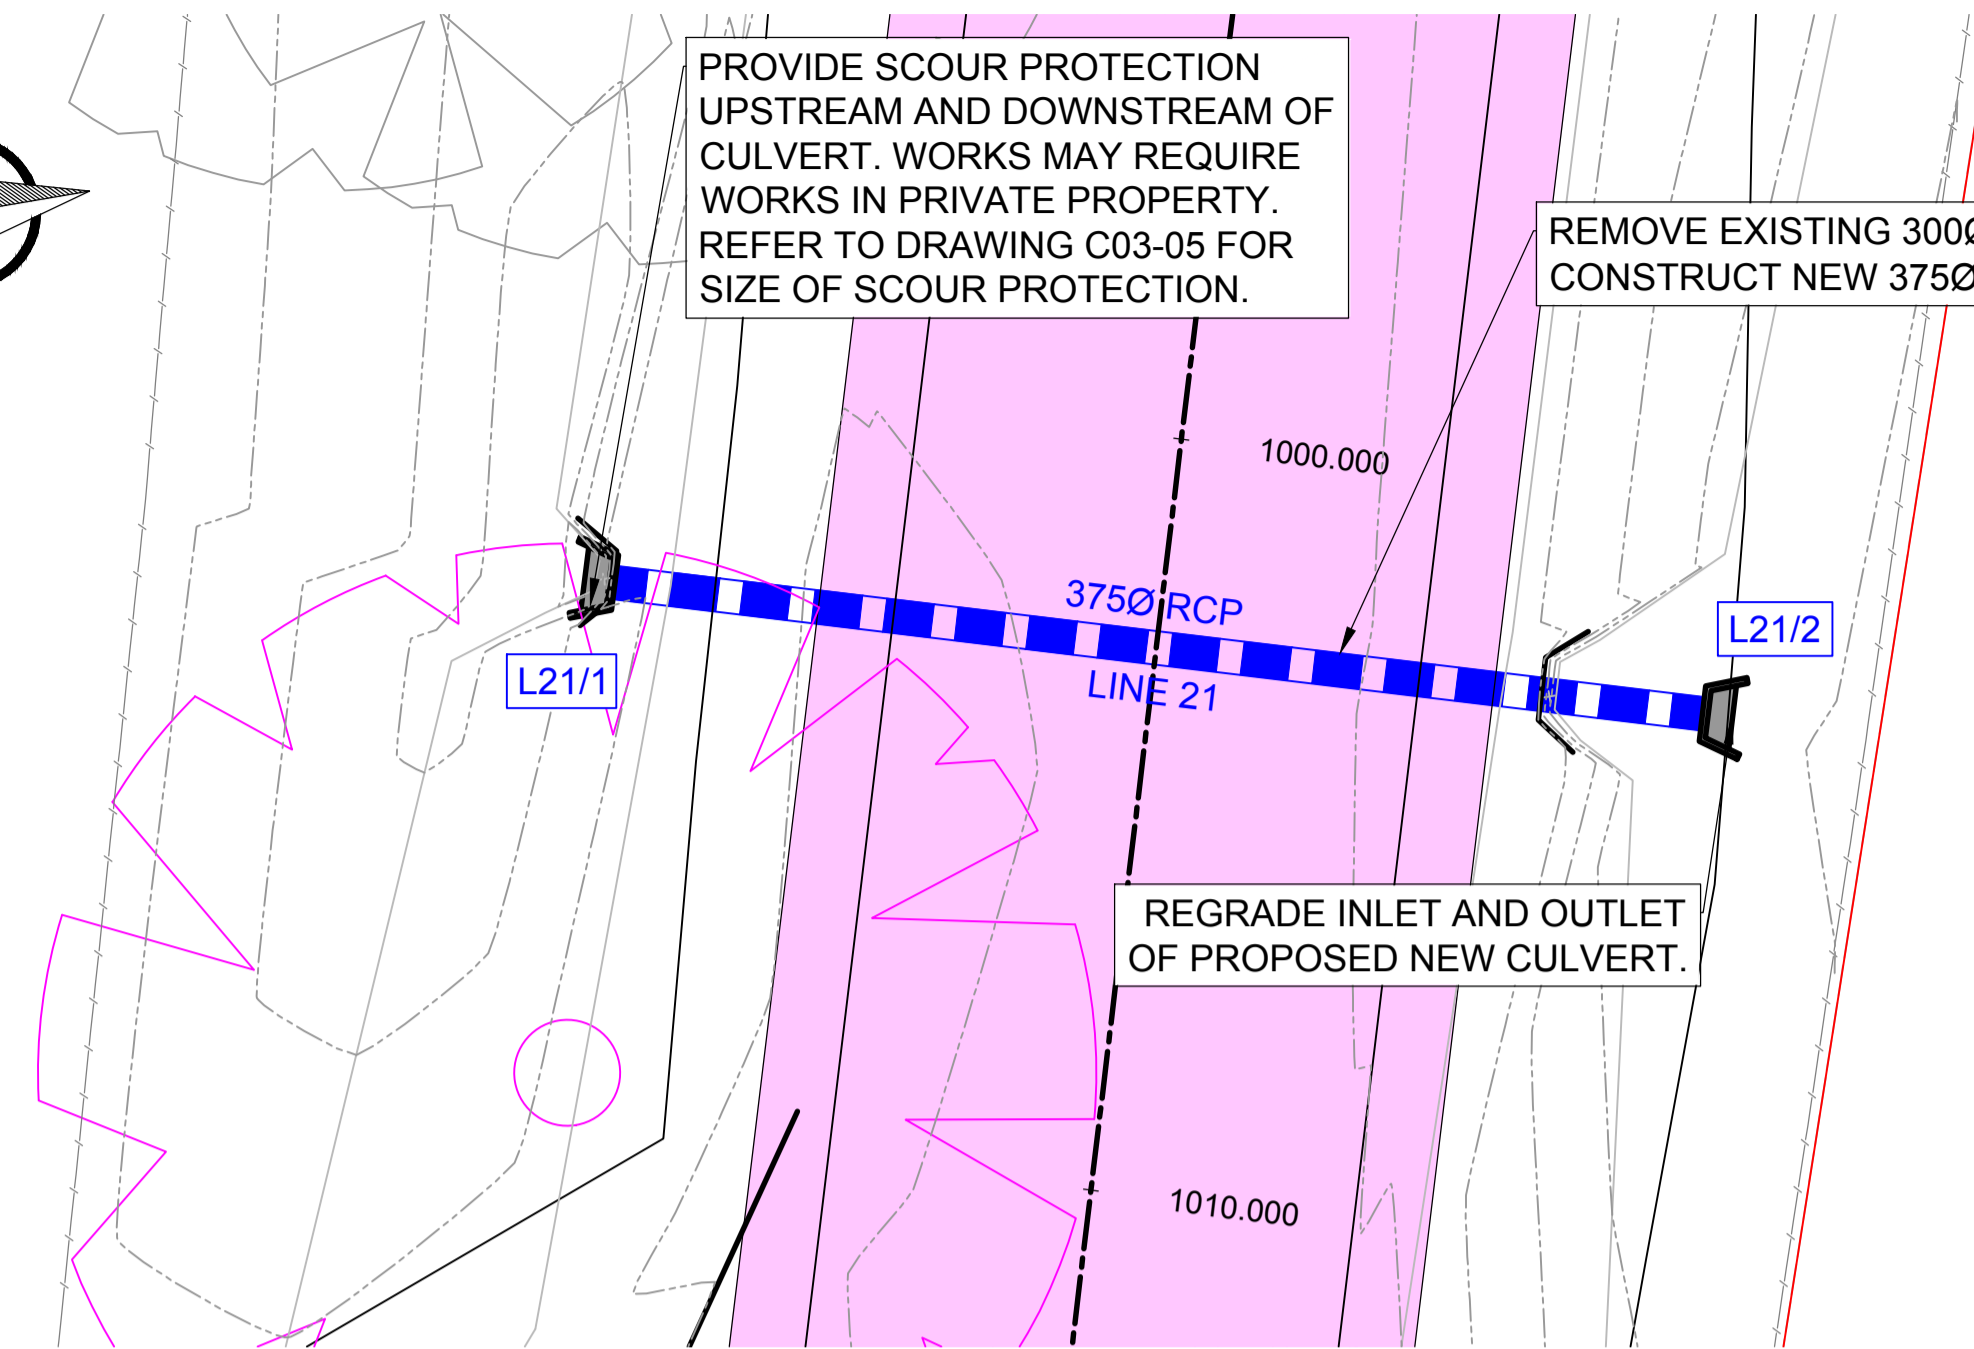 PROVIDE SCOUR PROTECTION
UPSTREAM AND DOWNSTREAM OF
CULVERT. WORKS MAY REQUIRE
WORKS IN PRIVATE PROPERTY.
REFER TO DRAWING C03-05 FOR
SIZE OF SCOUR PROTECTION.
REMOVE EXISTING 300Ø
CONSTRUCT NEW 375Ø
1000.000
375Ø RCP
LINE 21
L21/1
L21/2
REGRADE INLET AND OUTLET
OF PROPOSED NEW CULVERT.
1010.000